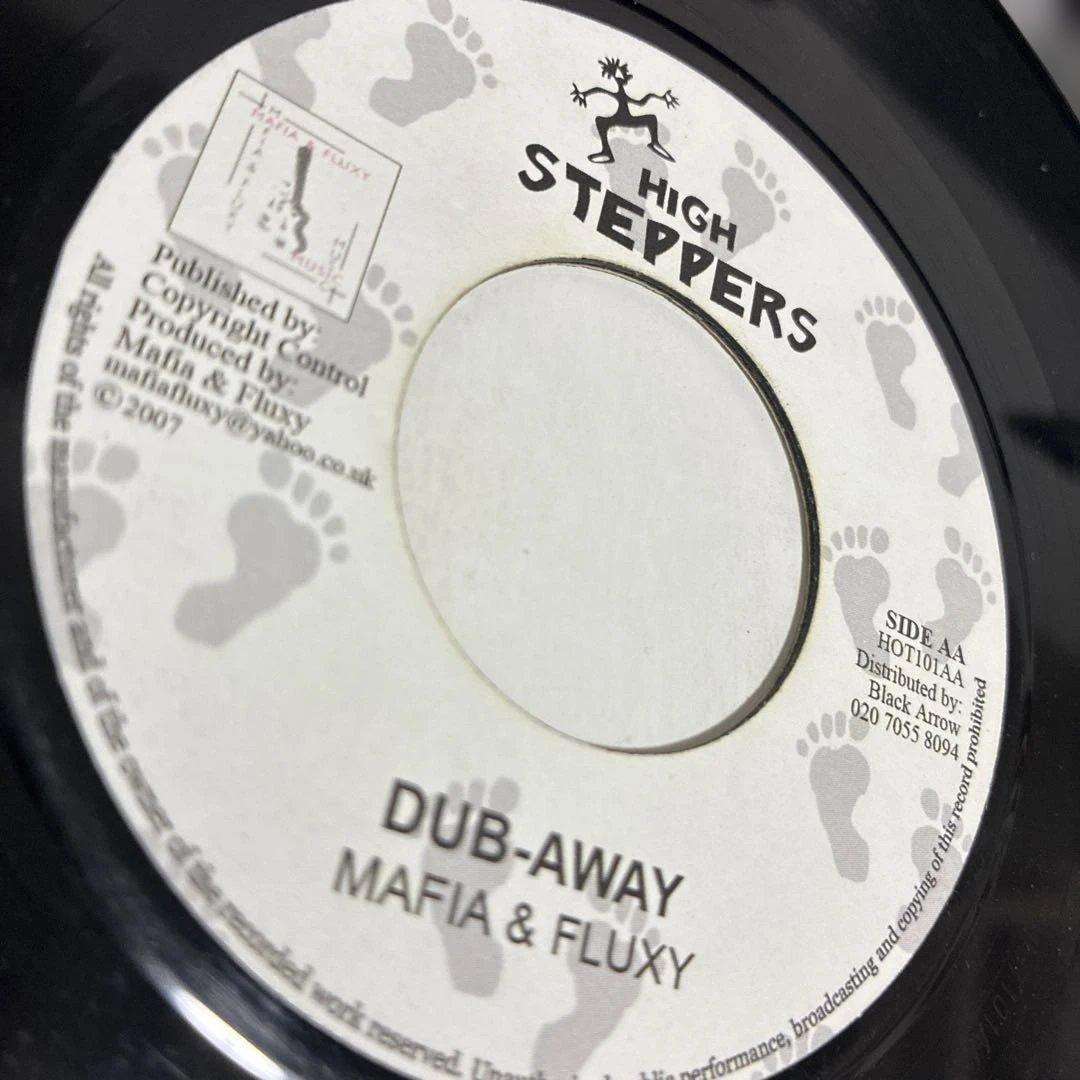 HIGH
STEPPERS
MAFIA & FLUXY
MUSIC
Published by:
Copyright Control
Produced by:
Mafia & Fluxy
mafiafluxy@yahoo.co.uk
© 2007
SIDE AA
HOT101AA
Distributed by:
Black Arrow
020 7055 8094
DUB-AWAY
MAFIA & FLUXY
All rights of the manufacturer and of the owner of the recorded work reserved. performance, broadcasting and copying of this record prohibited